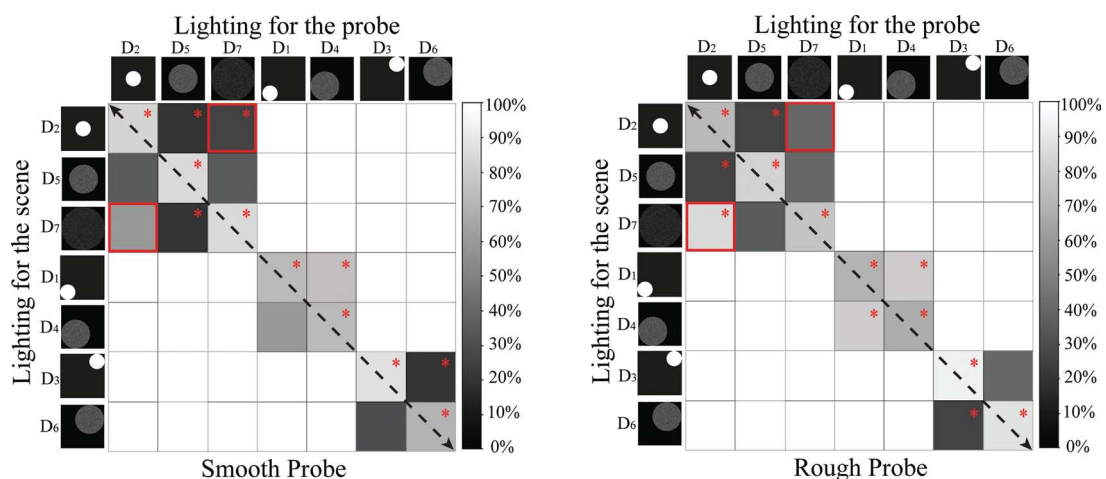 Lighting for the probe
D2 D5 D7 D1 D4 D3 D6
Lighting for the scene
D2
D5
D7
D1
D4
D3
D6
* * *
*
* *
* *
*
* *
*
100%
90%
80%
70%
60%
50%
40%
30%
20%
10%
0%
Smooth Probe
Lighting for the probe
D2 D5 D7 D1 D4 D3 D6
Lighting for the scene
D2
D5
D7
D1
D4
D3
D6
* *
* *
* *
* *
* *
*
* *
100%
90%
80%
70%
60%
50%
40%
30%
20%
10%
0%
Rough Probe